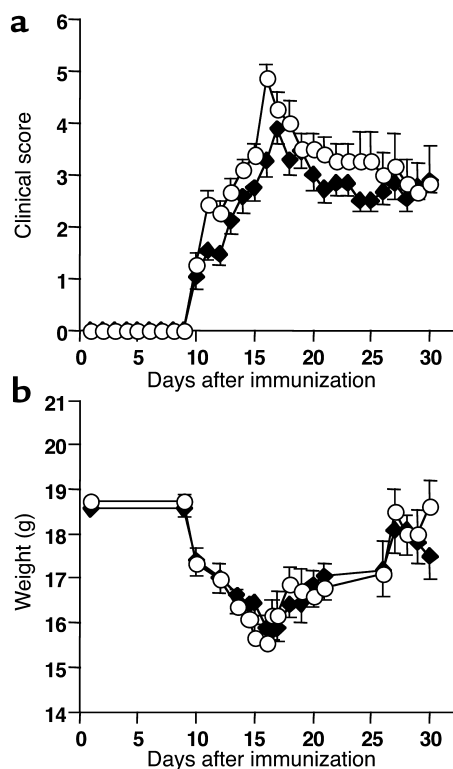 a
6
5
4
3
2
1
0
Clinical score
0 5 10 15 20 25 30
Days after immunization
b
21
20
19
18
17
16
15
14
Weight (g)
0 5 10 15 20 25 30
Days after immunization